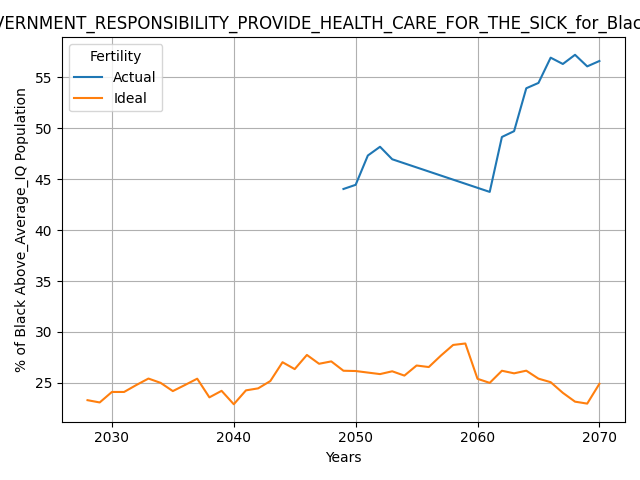 VERNMENT_RESPONSIBILITY_PROVIDE_HEALTH_CARE_FOR_THE_SICK_for_Blac
Fertility
Actual
Ideal
% of Black Above_Average_IQ Population
55
50
45
40
35
30
25
2030 2040 2050 2060 2070
Years